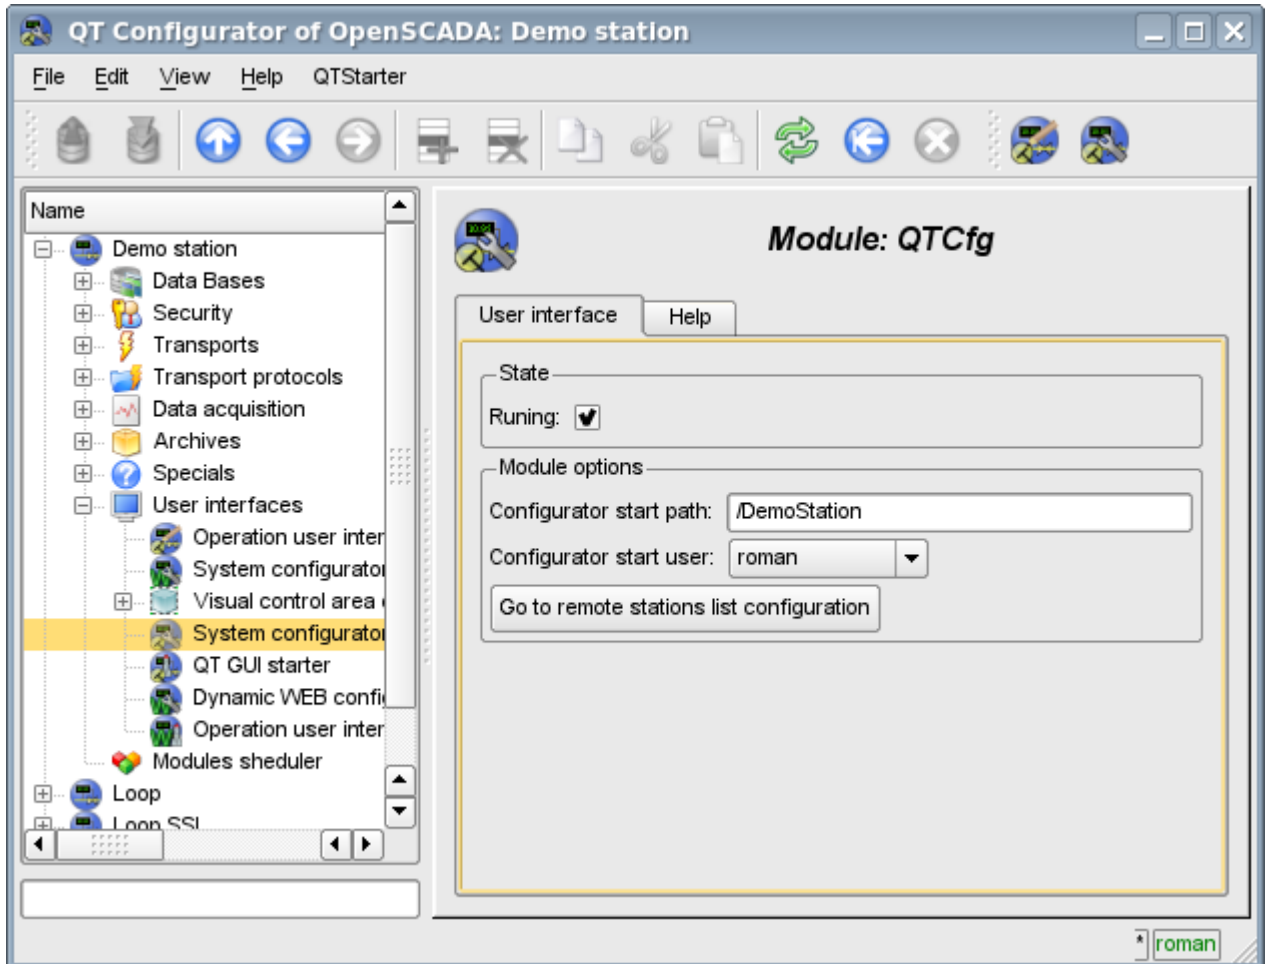 QT Configurator of OpenSCADA: Demo station
File Edit View Help QTStarter
Name
Demo station
Data Bases
Security
Transports
Transport protocols
Data acquisition
Archives
Specials
User interfaces
Operation user inter
System configurator
Visual control area
System configurator
QT GUI starter
Dynamic WEB confi
Operation user inter
Modules sheduler
Loop
Loop SSL
Module: QTCfg
User interface Help
State
Runing:
Module options
Configurator start path: /DemoStation
Configurator start user: roman
Go to remote stations list configuration
* roman